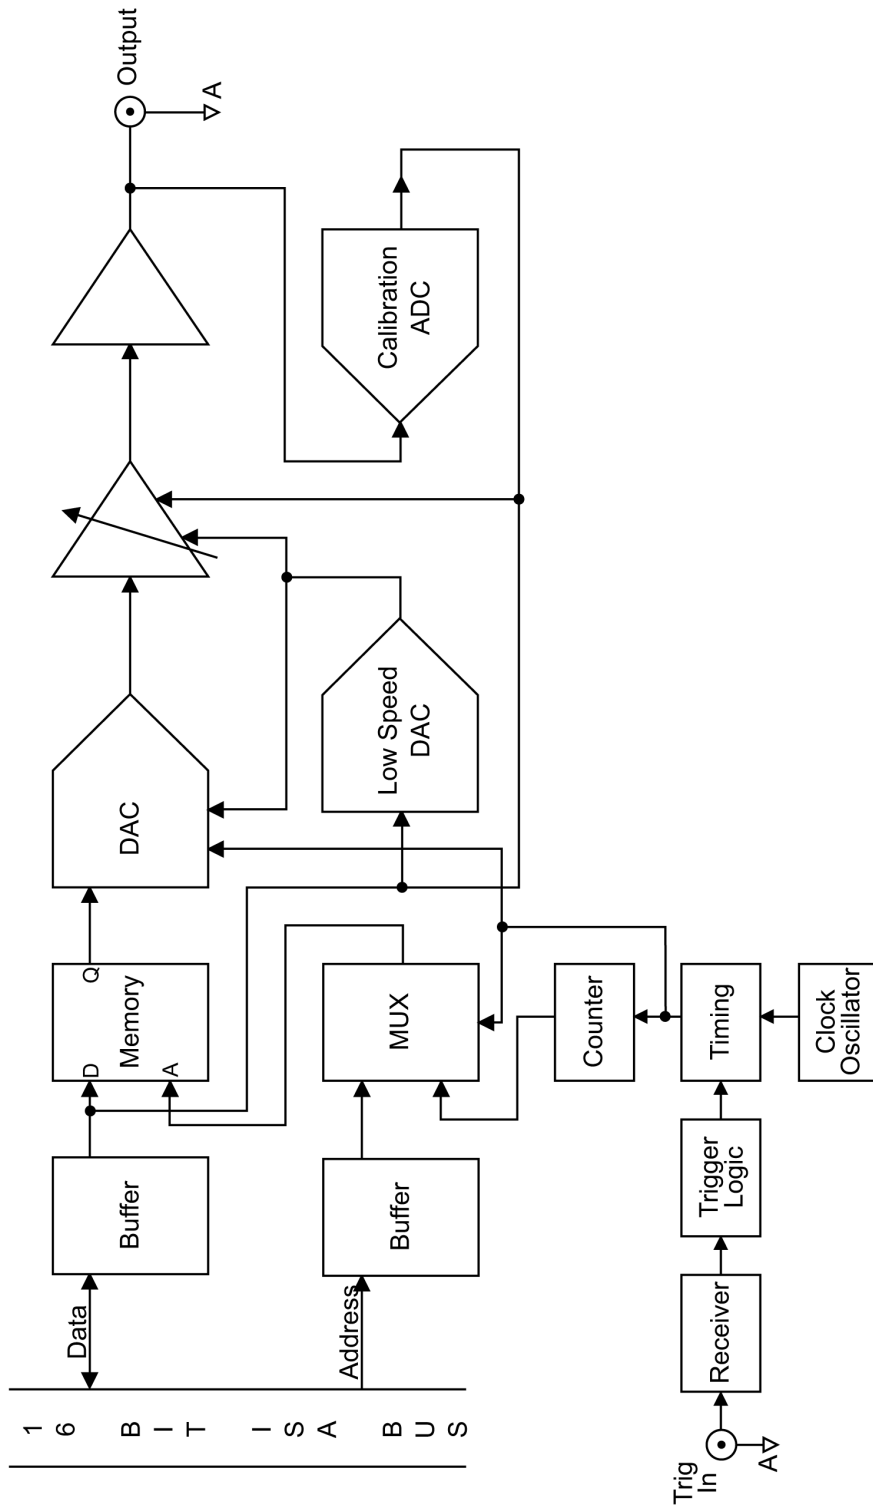 16 BIT ISA BUS
Data
Address
Buffer
Buffer
D
A
Q
Memory
MUX
DAC
Low Speed
DAC
Calibration
ADC
Output
A
Trig
In
A
Receiver
Trigger
Logic
Timing
Counter
Clock
Oscillator